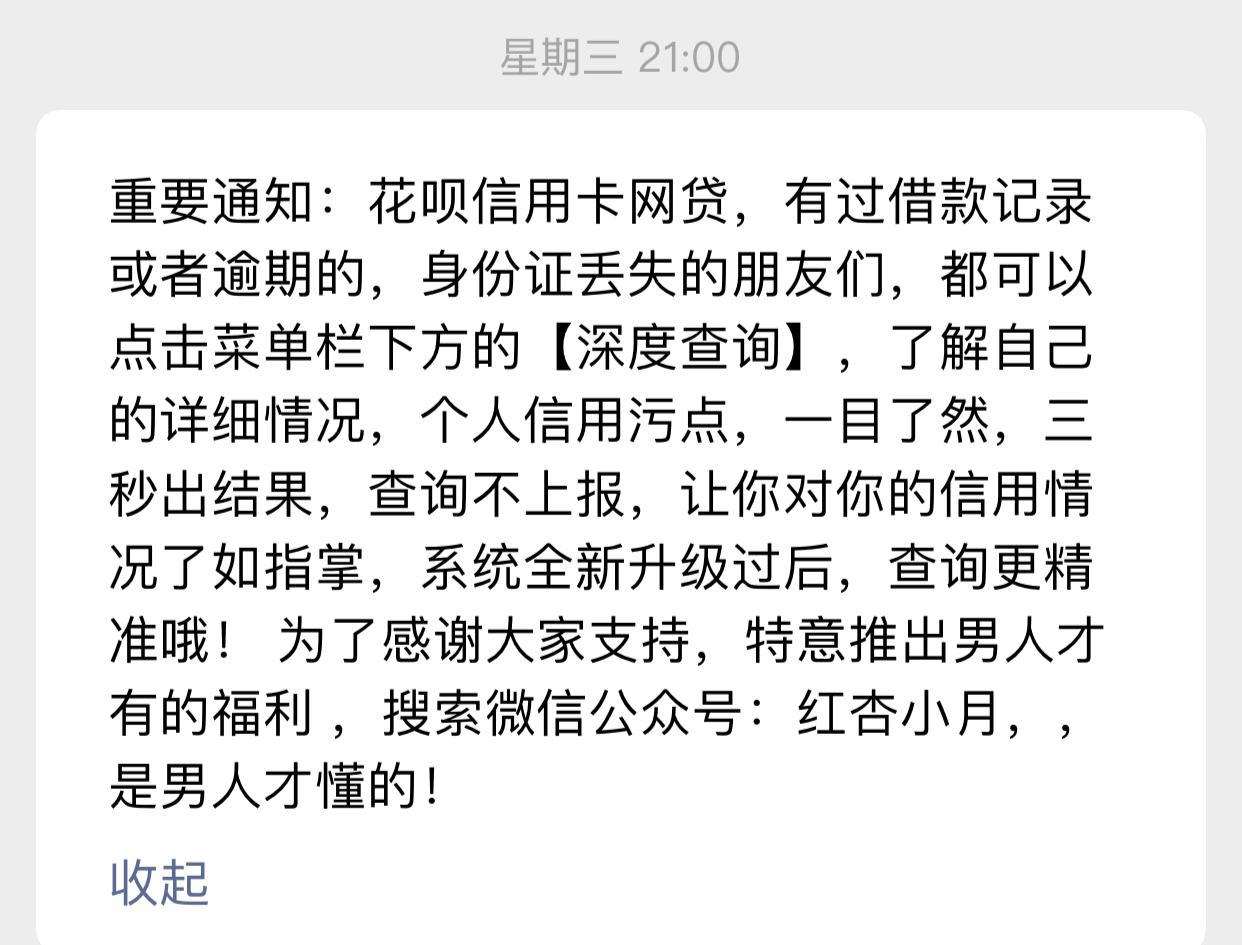 星期三 21:00
重要通知：花呗信用卡网贷，有过借款记录
或者逾期的，身份证丢失的朋友们，都可以
点击菜单栏下方的【深度查询】，了解自己
的详细情况，个人信用污点，一目了然，三
秒出结果，查询不上报，让你对你的信用情
况了如指掌，系统全新升级过后，查询更精
准哦！ 为了感谢大家支持，特意推出男人才
有的福利 ，搜索微信公众号：红杏小月，，
是男人才懂的！
收起